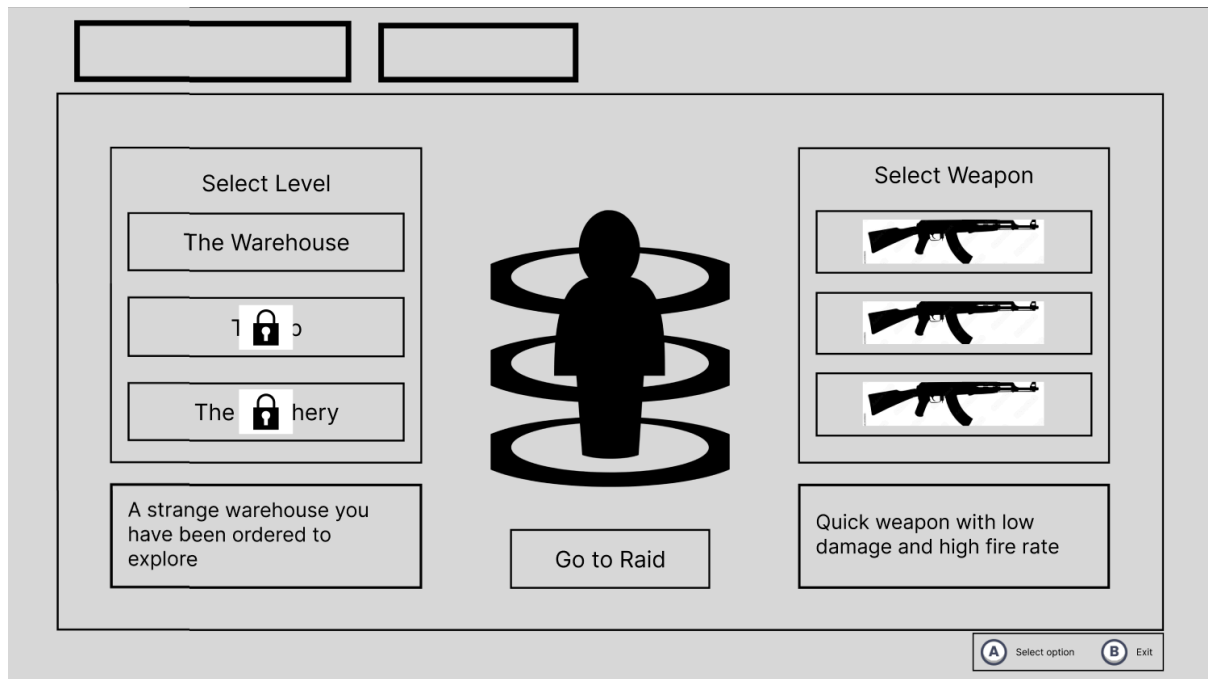 Select Level
The Warehouse
The
A strange warehouse you
have been ordered to
explore
Go to Raid
Select Weapon
Quick weapon with low
damage and high fire rate
A Select option B Exit